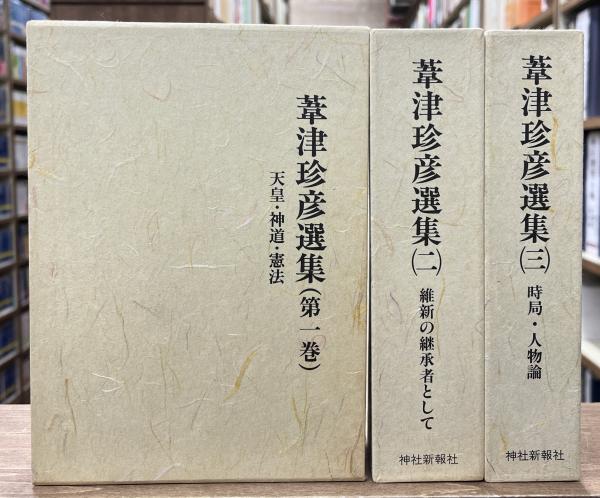 葦津珍彦選集(第一巻)
天皇・神道・憲法
葦津珍彦選集(二)
維新の継承者として
神社新報社
葦津珍彦選集(三)
時局・人物論
神社新報社